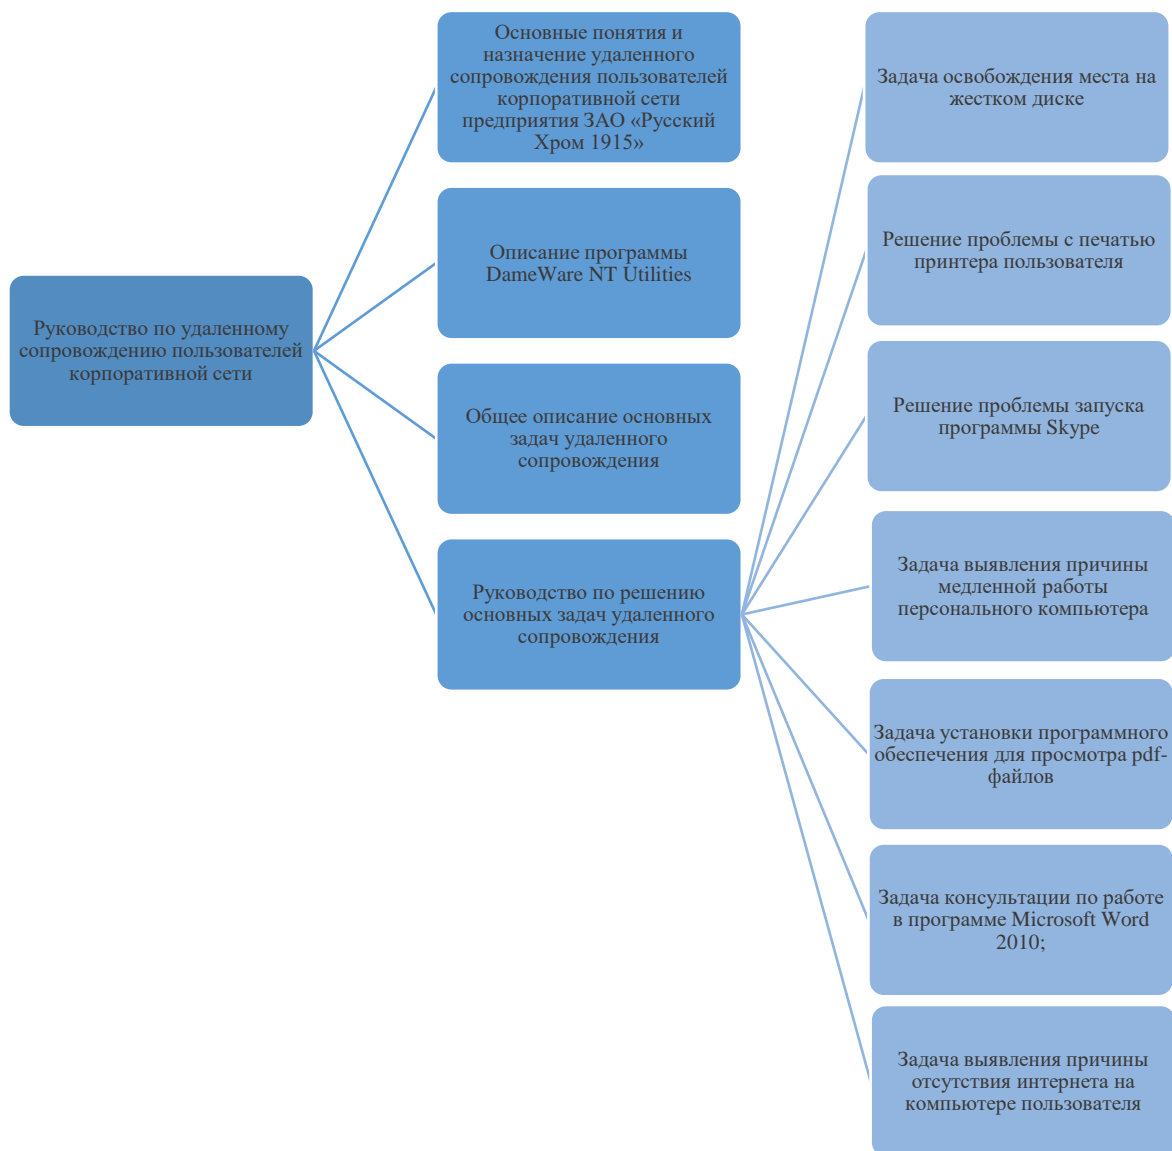 Руководство по удаленному
сопровождению пользователей
корпоративной сети
Основные понятия и
назначение удаленного
сопровождения пользователей
корпоративной сети
предприятия ЗАО «Русский
Хром 1915»
Описание программы
DameWare NT Utilities
Общее описание основных
задач удаленного
сопровождения
Руководство по решению
основных задач удаленного
сопровождения
Задача освобождения места на
жестком диске
Решение проблемы с печатью
принтера пользователя
Решение проблемы запуска
программы Skype
Задача выявления причины
медленной работы
персонального компьютера
Задача установки программного
обеспечения для просмотра pdf-
файлов
Задача консультации по работе
в программе Microsoft Word
2010;
Задача выявления причины
отсутствия интернета на
компьютере пользователя